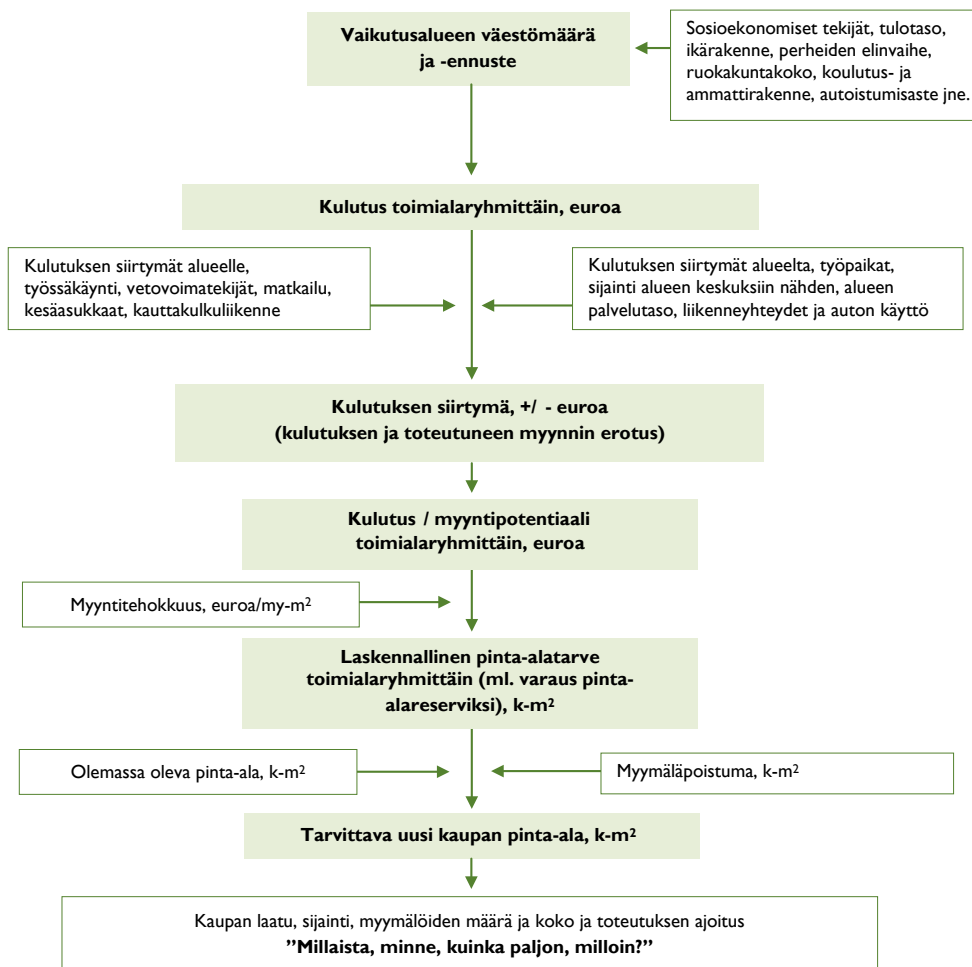 Vaikutusalueen väestömäärä
ja -ennuste
Sosioekonomiset tekijät, tulotaso,
ikärakenne, perheiden elinvaihe,
ruokakuntakoko, koulutus- ja
ammattirakenne, autoistumisaste jne.
Kulutus toimialaryhmittäin, euroa
Kulutuksen siirtymät alueelle,
työssäkäynti, vetovoimatekijät, matkailu,
kesäasukkaat, kauttakulkuliikenne
Kulutuksen siirtymät alueelta, työpaikat,
sijainti alueen keskuksiin nähden, alueen
palvelutaso, liikenneyhteydet ja auton käyttö
Kulutuksen siirtymä, +/ - euroa
(kulutuksen ja toteutuneen myynnin erotus)
Kulutus / myyntipotentiaali
toimialaryhmittäin, euroa
Myyntitehokkuus, euroa/my-m²
Laskennallinen pinta-alatarve
toimialaryhmittäin (ml. varaus pinta-
alareserviksi), k-m²
Olemassa oleva pinta-ala, k-m²
Myymäläpoistuma, k-m²
Tarvittava uusi kaupan pinta-ala, k-m²
Kaupan laatu, sijainti, myymälöiden määrä ja koko ja toteutuksen ajoitus
”Millaista, minne, kuinka paljon, milloin?”